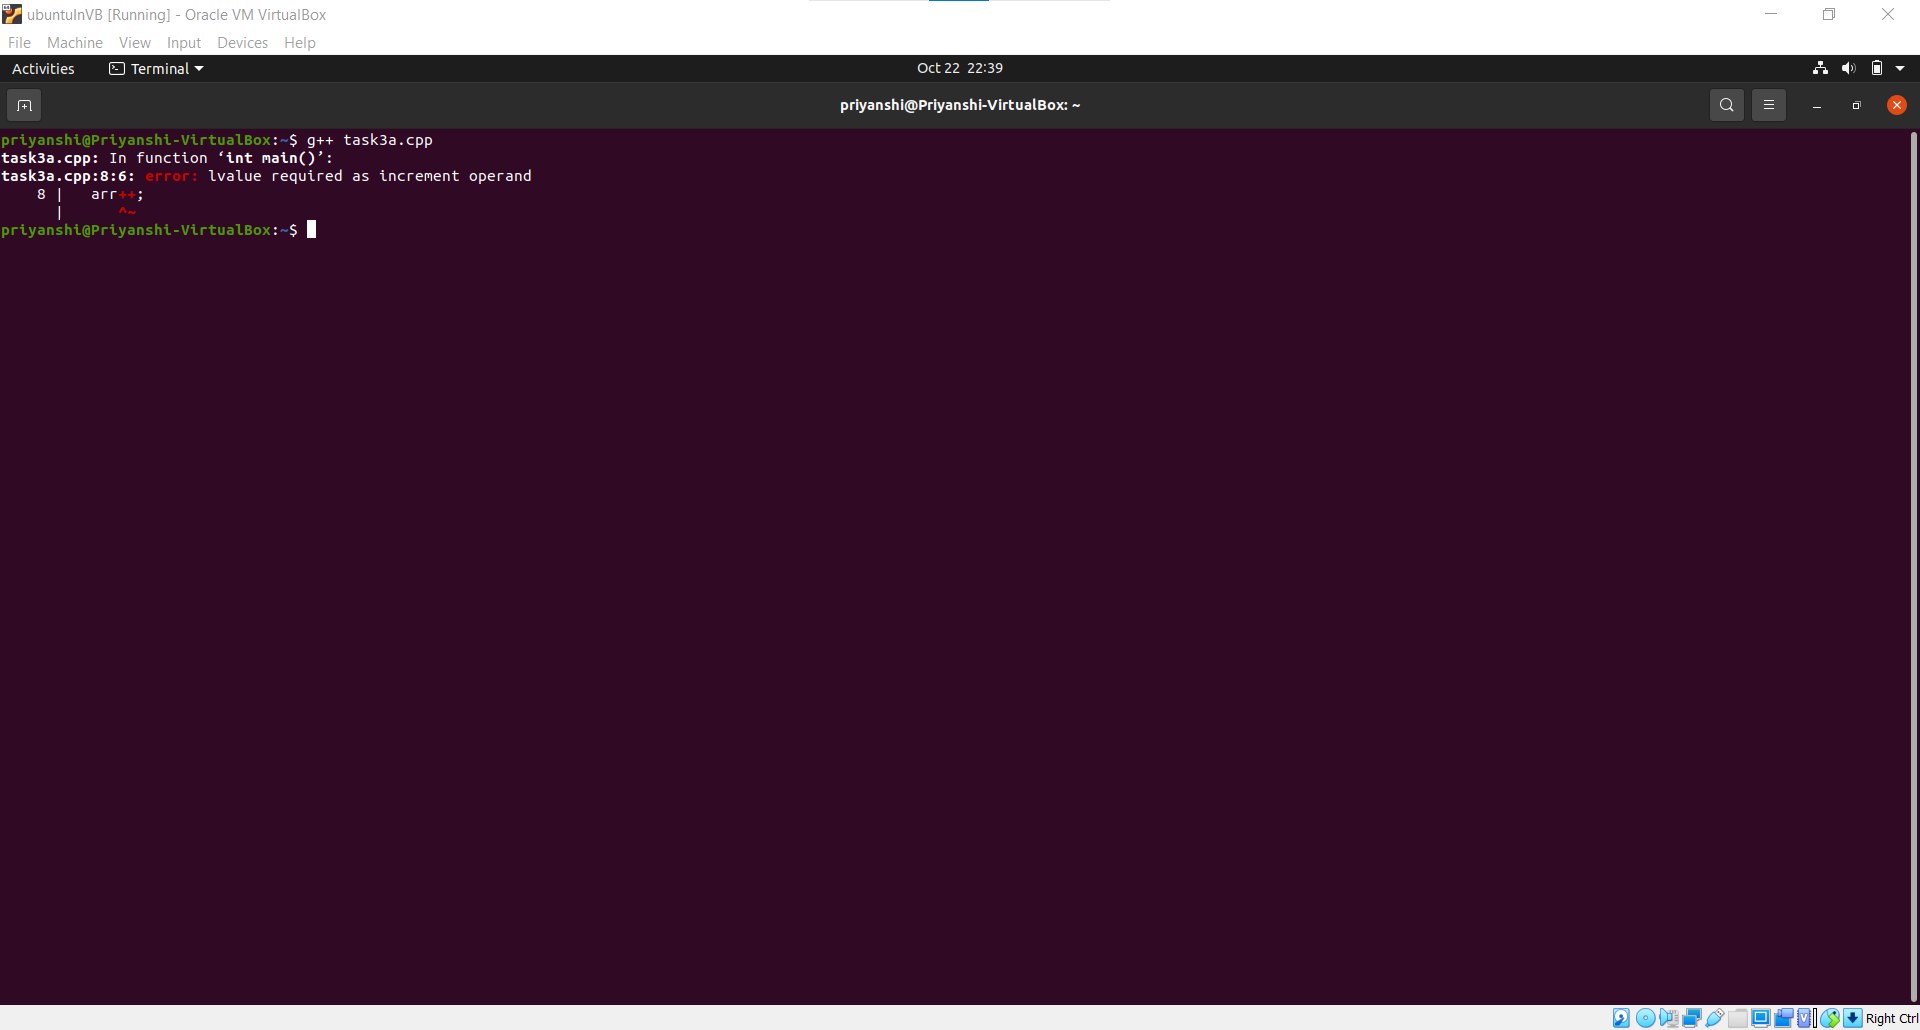 ubuntuInVB [Running] - Oracle VM VirtualBox
File Machine View Input Devices Help
Activities Terminal Oct 22 22:39
priyanshi@Priyanshi-VirtualBox: ~
priyanshi@Priyanshi-VirtualBox:~$ g++ task3a.cpp
task3a.cpp: In function ‘int main()’:
task3a.cpp:8:6: error: lvalue required as increment operand
    8 |   arr++;
      |      ^~
priyanshi@Priyanshi-VirtualBox:~$
Right Ctrl